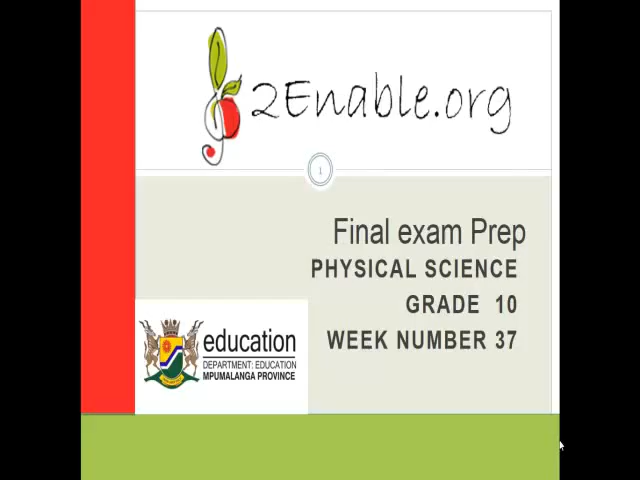 2Enable.org
1
Final exam Prep
PHYSICAL SCIENCE
GRADE 10
WEEK NUMBER 37
education
DEPARTMENT: EDUCATION
MPUMALANGA PROVINCE